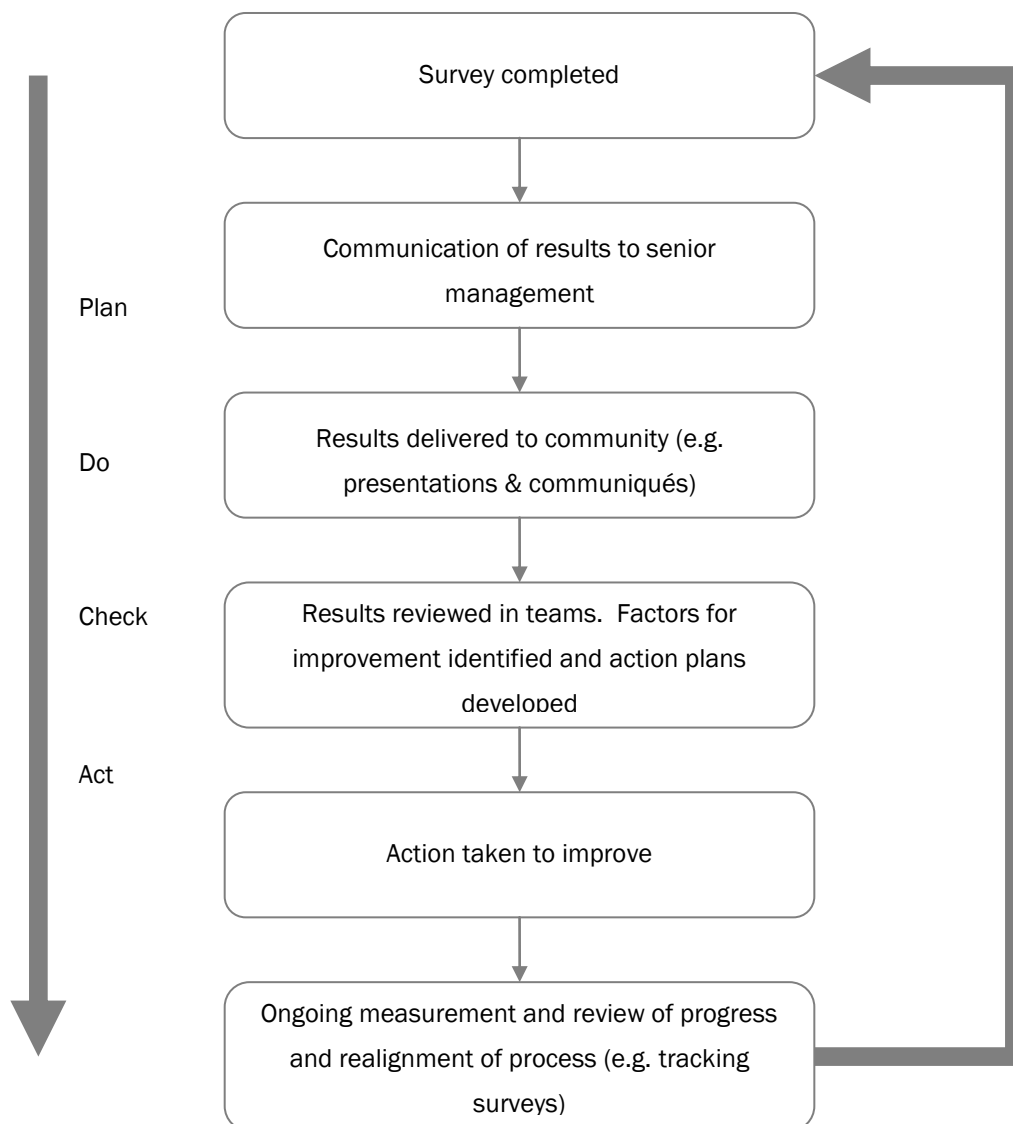 Survey completed
Communication of results to senior
management
Plan
Results delivered to community (e.g.
presentations & communiqués)
Do
Results reviewed in teams.  Factors for
improvement identified and action plans
developed
Check
Act
Action taken to improve
Ongoing measurement and review of progress
and realignment of process (e.g. tracking
surveys)